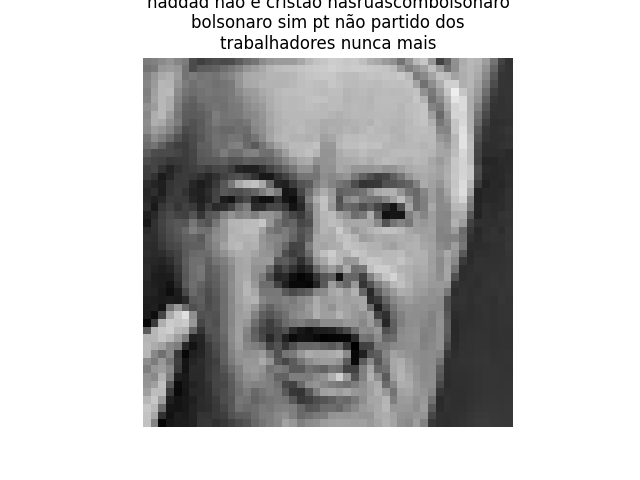 haddad não é cristão nasruascombolsonaro
bolsonaro sim pt não partido dos
trabalhadores nunca mais